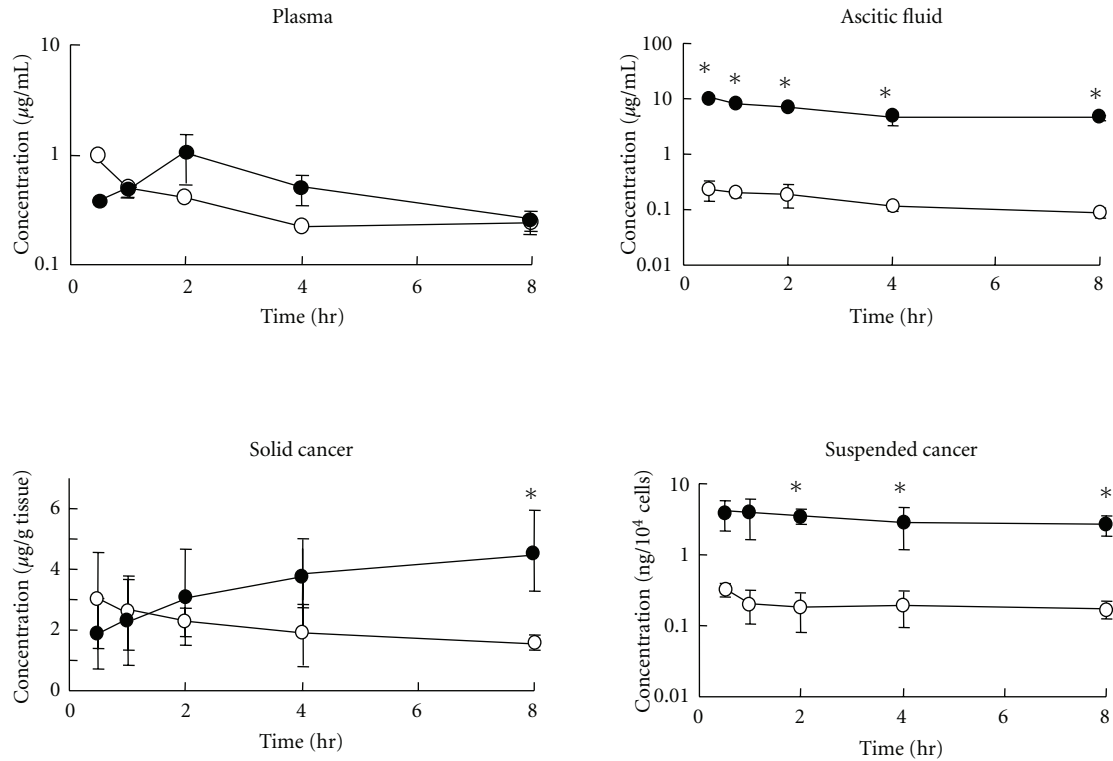 Plasma
10
1
0.1
Concentration (μg/mL)
0 2 4 6 8
Time (hr)
Ascitic fluid
100
10
1
0.1
0.01
Concentration (μg/mL)
* * * * *
0 2 4 6 8
Time (hr)
Solid cancer
6
4
2
0
Concentration (μg/g tissue)
*
0 2 4 6 8
Time (hr)
Suspended cancer
10
1
0.1
0.01
Concentration (ng/10⁴ cells)
* * *
0 2 4 6 8
Time (hr)